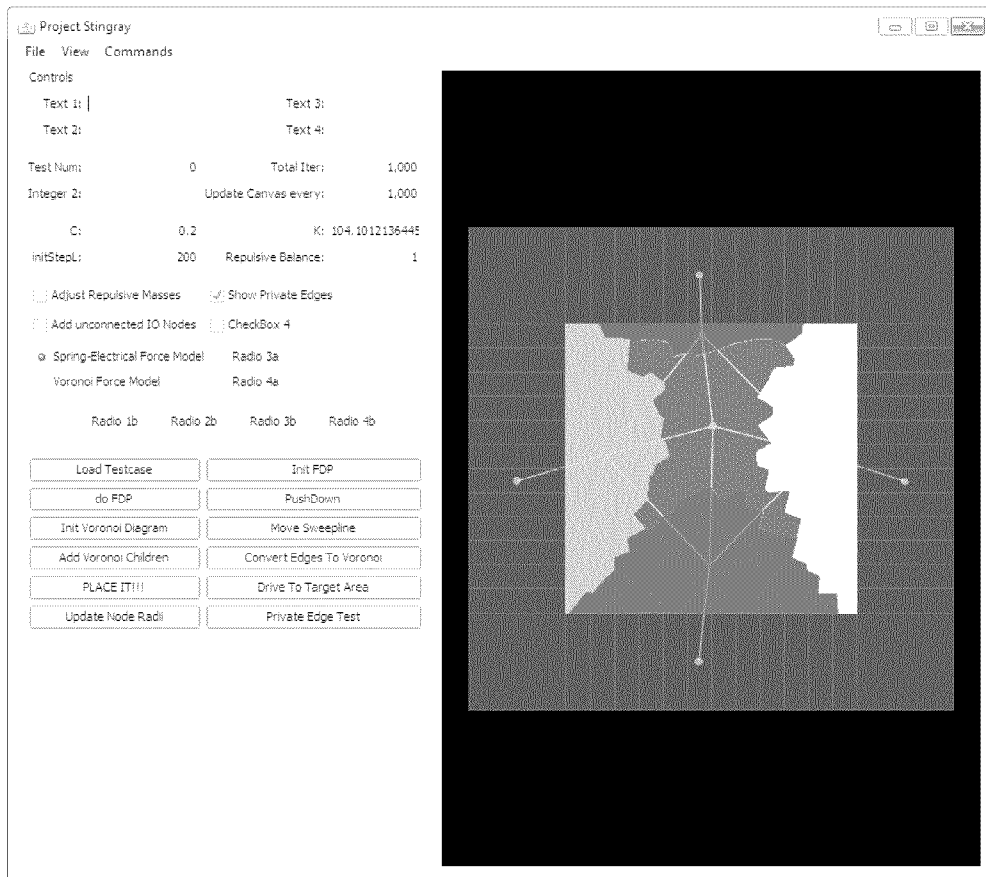 Project Stingray
File View Commands
Controls
Text 1: Text 3:
Text 2: Text 4:
Test Num: 0 Total Iter: 1,000
Integer 2: Update Canvas every: 1,000
C: 0.2 K: 104.1012136445
initStepL: 200 Repulsive Balance: 1
Adjust Repulsive Masses Show Private Edges
Add unconnected IO Nodes CheckBox 4
Spring-Electrical Force Model Radio 3a
Voronoi Force Model Radio 4a
Radio 1b Radio 2b Radio 3b Radio 4b
Load Testcase Init FDP
do FDP PushDown
Init Voronoi Diagram Move Sweepline
Add Voronoi Children Convert Edges To Voronoi
PLACE IT!!! Drive To Target Area
Update Node Radii Private Edge Test